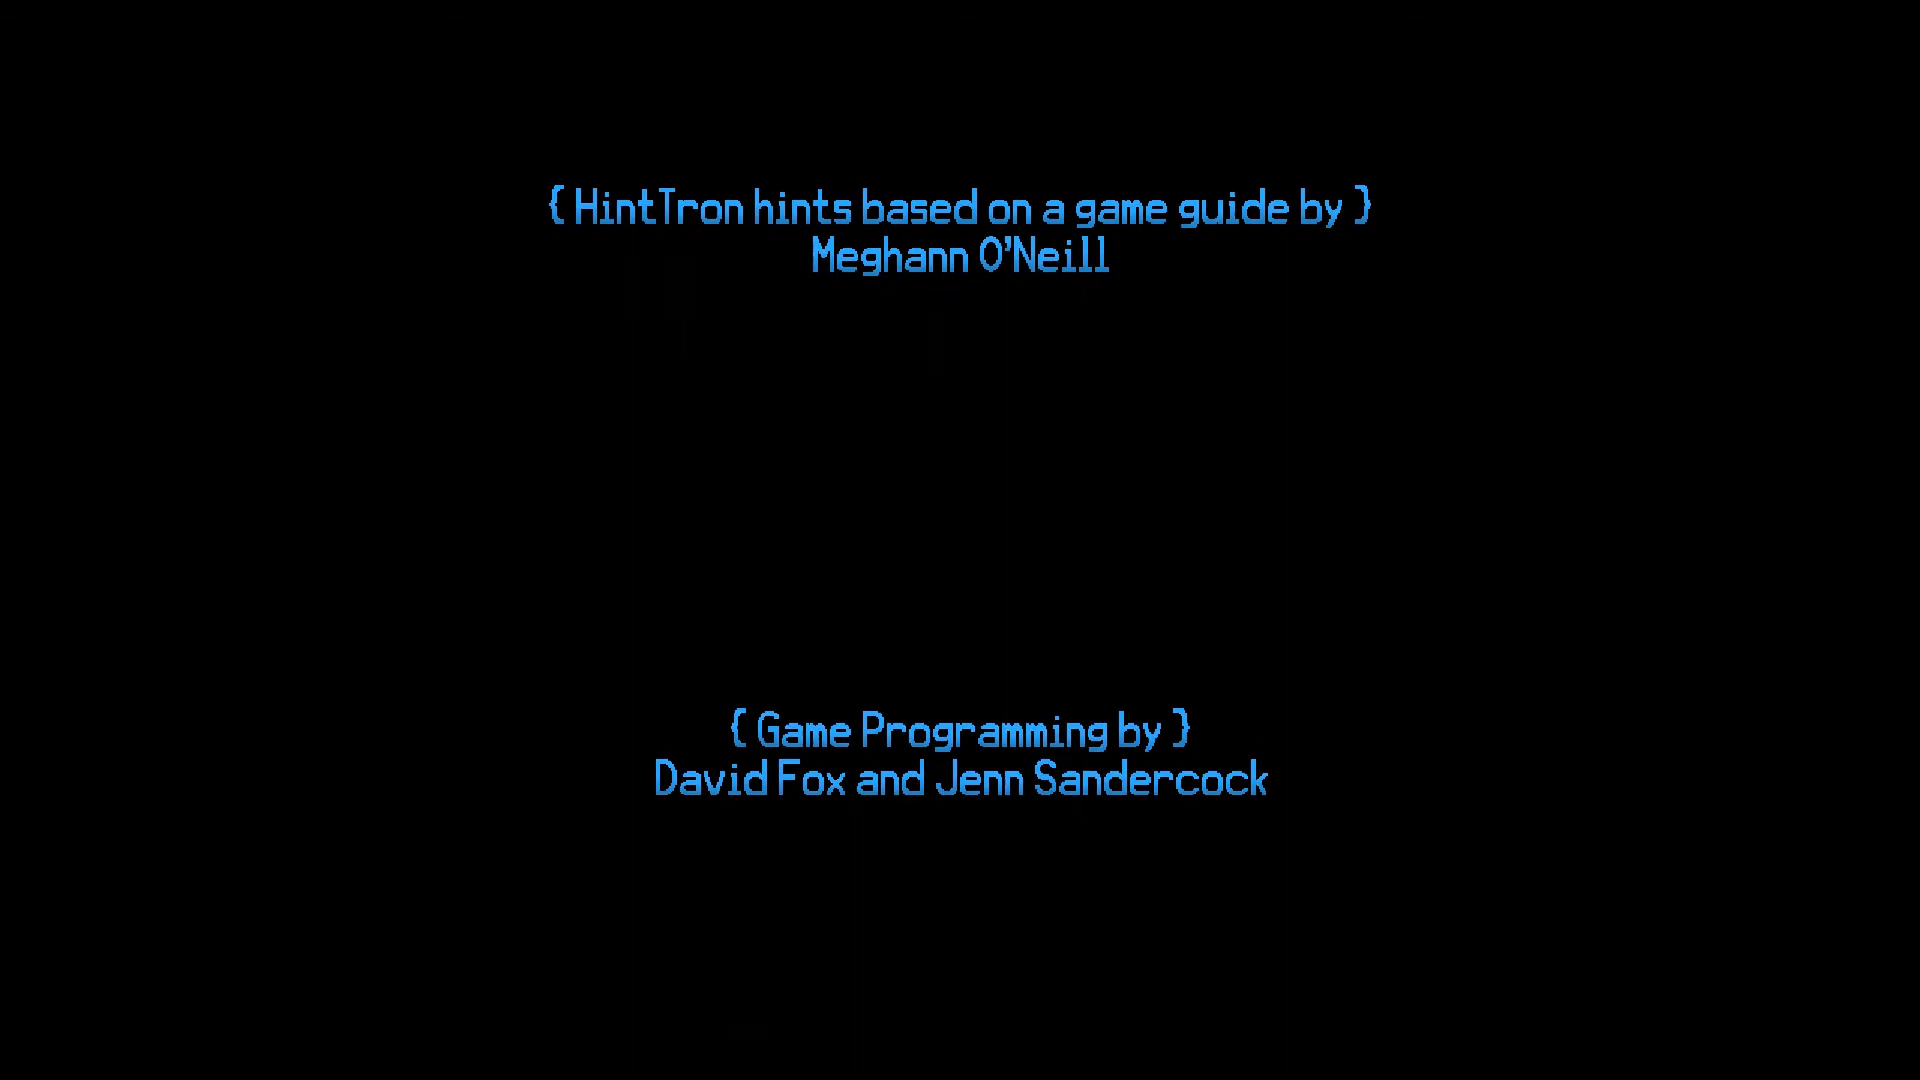 { HintTron hints based on a game guide by }
Meghann O'Neill
{ Game Programming by }
David Fox and Jenn Sandercock